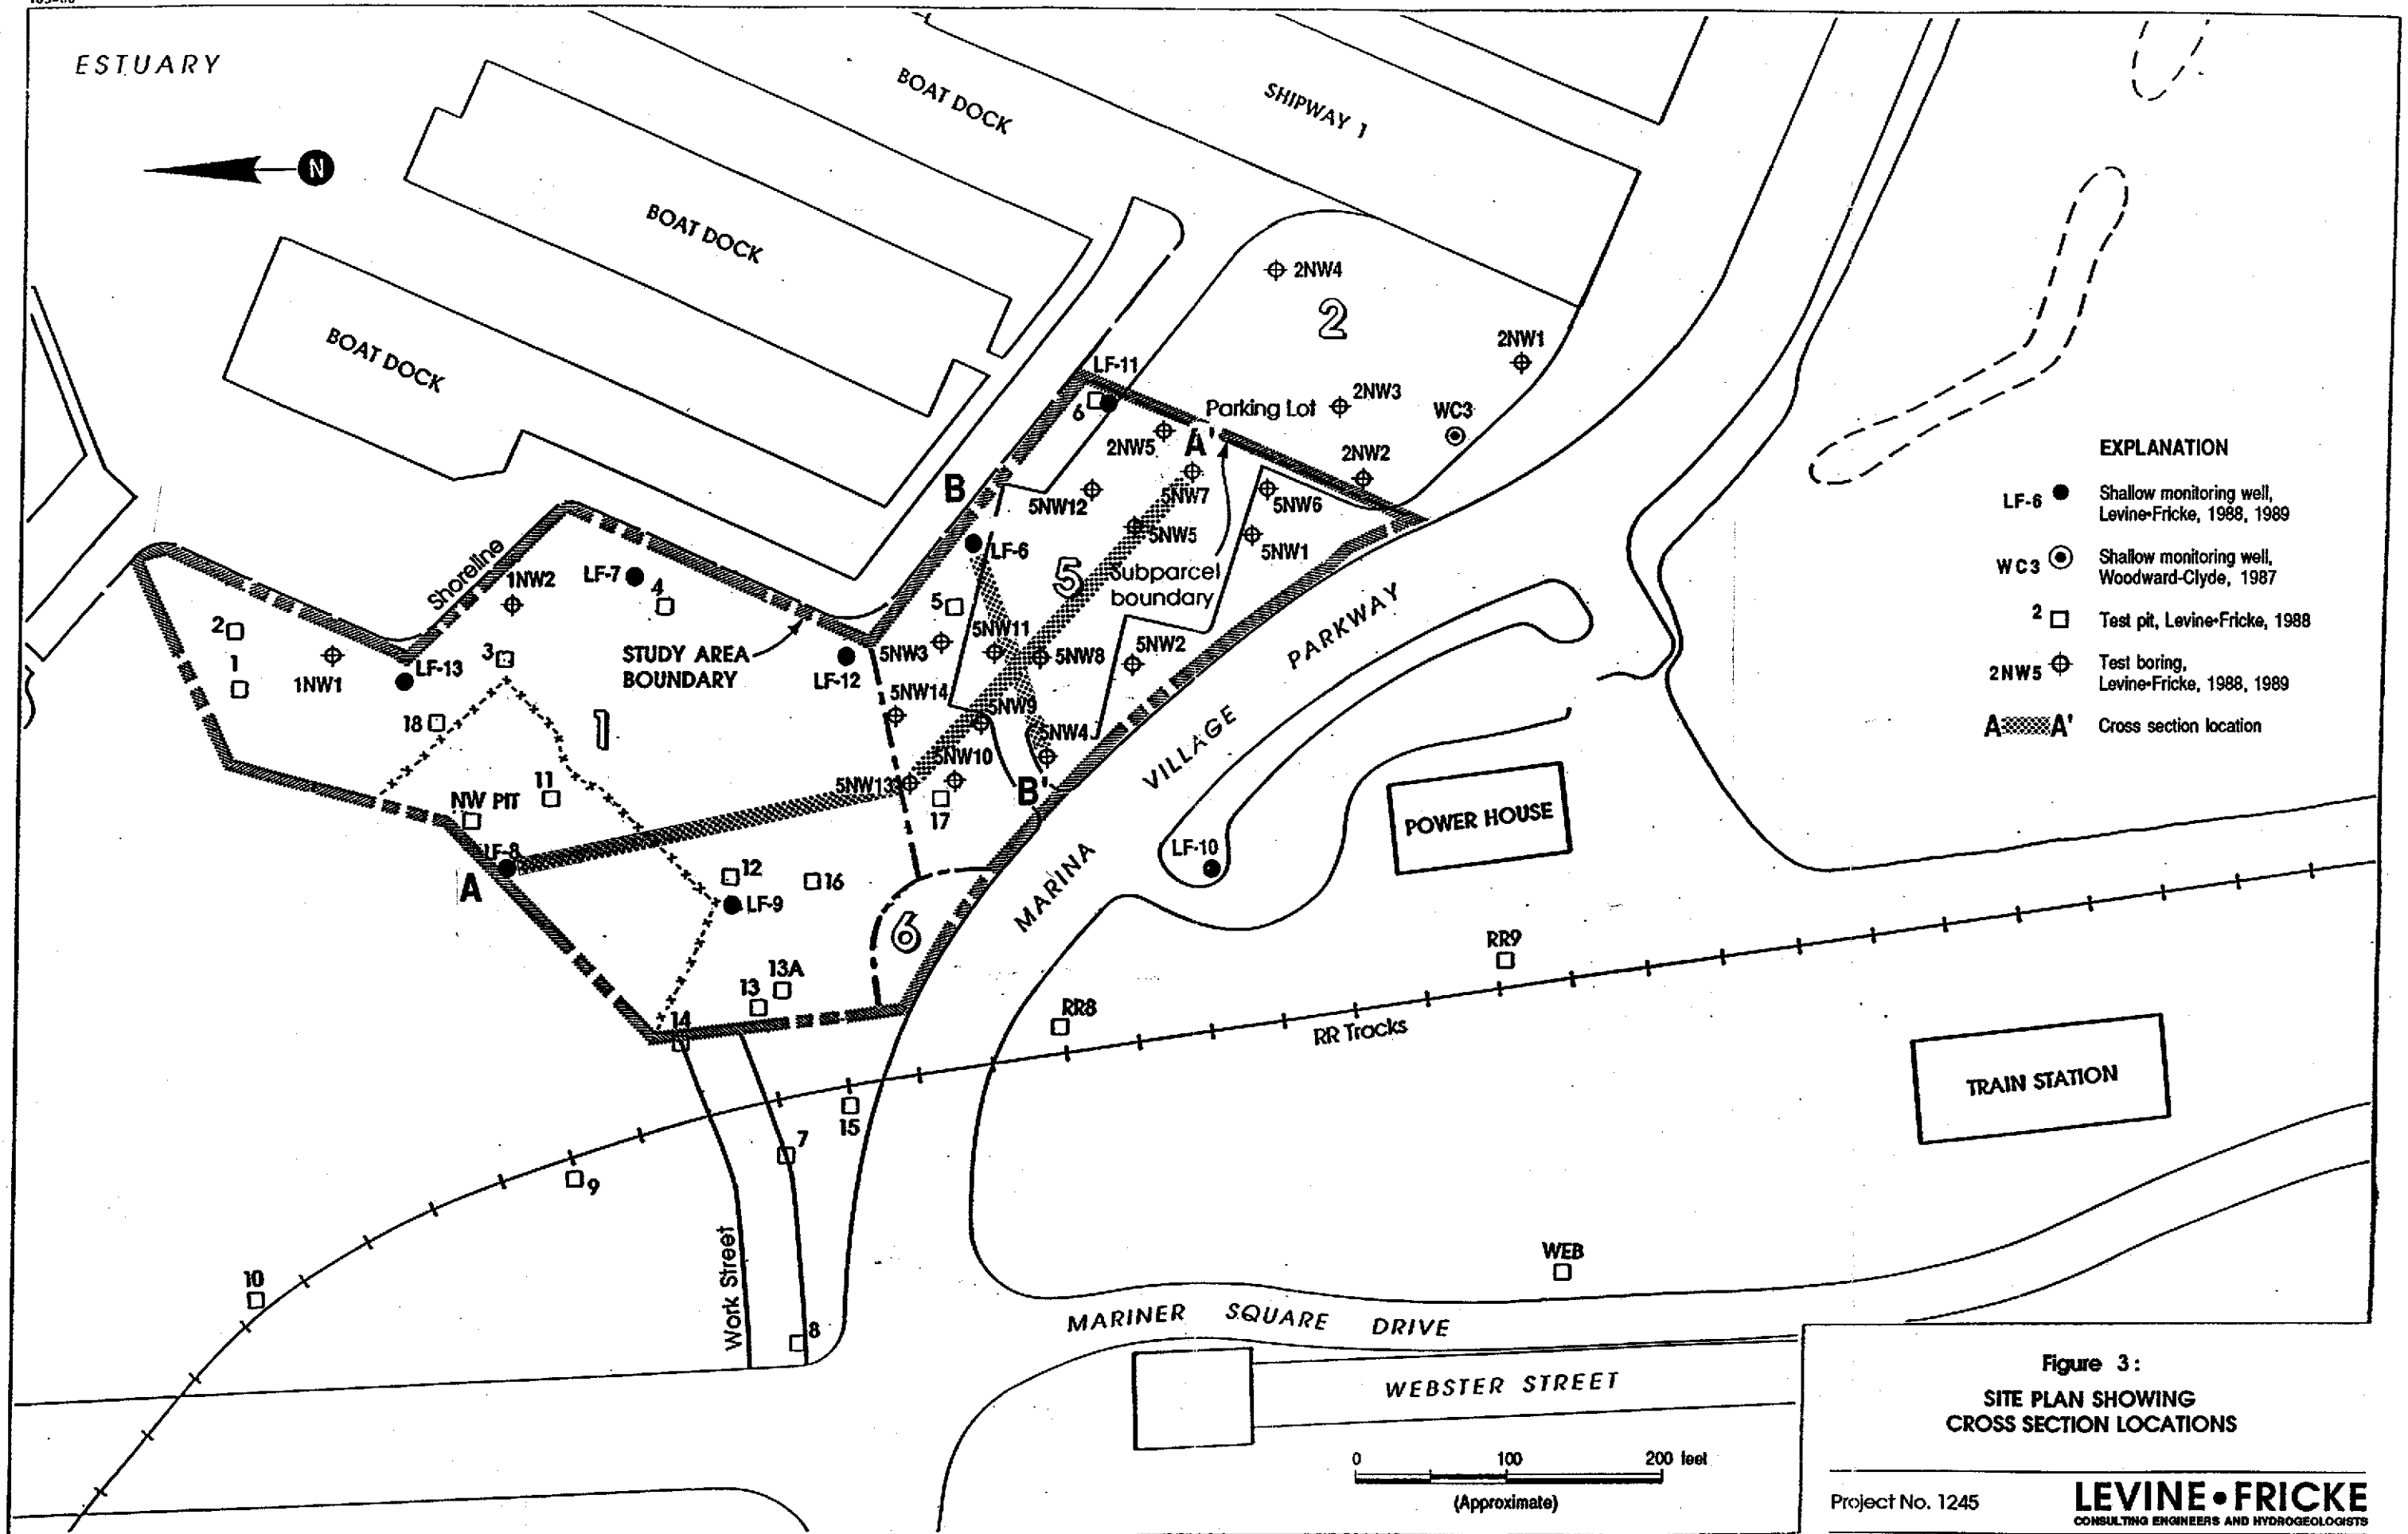 ESTUARY
N
BOAT DOCK
SHIPWAY 1
BOAT DOCK
BOAT DOCK
2NW4
2
2NW1
LF-11
6
Parking Lot
2NW3
WC3
2NW5
A'
2NW2
B
5NW12
5NW7
5NW6
5NW5
5NW1
LF-6
5
Subparcel
boundary
Shoreline
1NW2
LF-7
4
5
5NW11
5NW3
5NW8
5NW2
2
1
1NW1
LF-13
3
STUDY AREA
BOUNDARY
LF-12
5NW14
5NW9
18
1
5NW4
5NW10
5NW13
B'
17
NW PIT
11
LF-8
A
12
16
LF-9
6
13A
13
14
MARINA
VILLAGE
PARKWAY
LF-10
POWER HOUSE
RR9
RR8
RR Tracks
TRAIN STATION
15
7
9
10
8
Work Street
WEB
MARINER SQUARE DRIVE
WEBSTER STREET
0 100 200 feet
(Approximate)
EXPLANATION
LF-6 Shallow monitoring well,
Levine•Fricke, 1988, 1989
WC3 Shallow monitoring well,
Woodward-Clyde, 1987
2 Test pit, Levine•Fricke, 1988
2NW5 Test boring,
Levine•Fricke, 1988, 1989
A A' Cross section location
Figure 3:
SITE PLAN SHOWING
CROSS SECTION LOCATIONS
Project No. 1245
LEVINE•FRICKE
CONSULTING ENGINEERS AND HYDROGEOLOGISTS